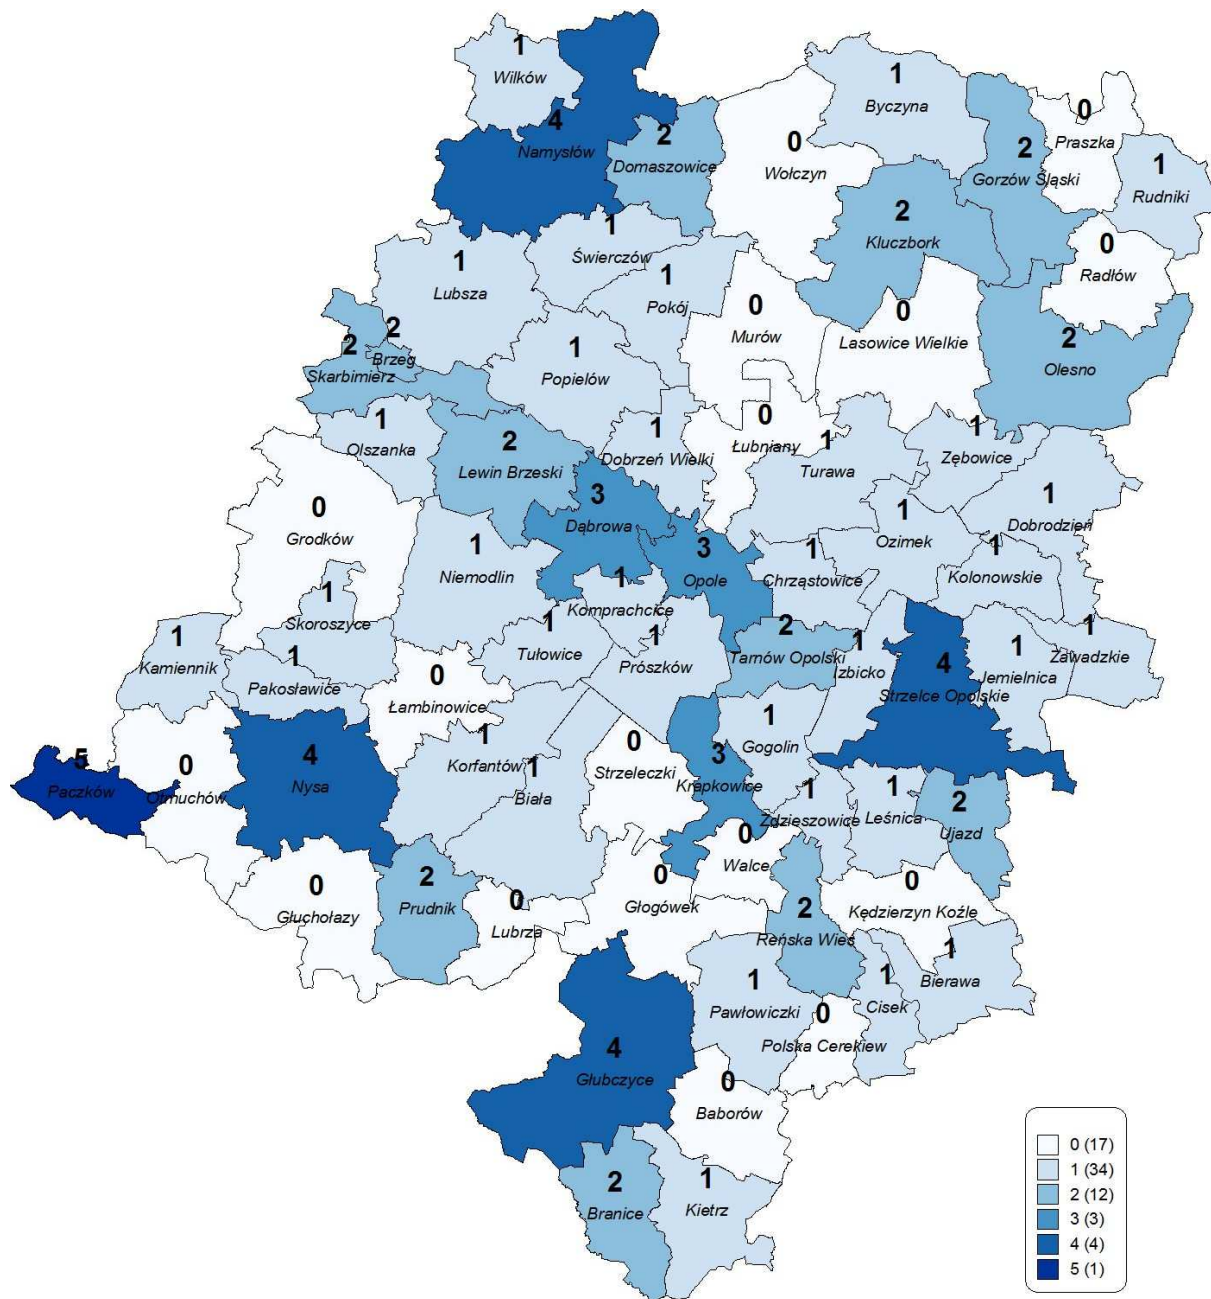 1
Wilków
4
Namysłów
2
Domaszowice
0
Wołczyn
1
Byczyna
2
Gorzów Śląski
0
Praszka
1
Rudniki
2
Kluczbork
0
Radłów
1
Świerczów
1
Lubsza
1
Pokój
0
Murów
0
Lasowice Wielkie
2
Olesno
2
Brzeg
2
Skarbimierz
1
Popielów
1
Olszanka
2
Lewin Brzeski
1
Dobrzeń Wielki
0
Łubniany
1
Turawa
1
Zębowice
1
Dobrodzień
0
Grodków
3
Dąbrowa
1
Niemodlin
3
Opole
1
Chrząstowice
1
Ozimek
1
Kolonowskie
1
Skoroszyce
1
Komprachcice
1
Kamiennik
1
Pakosławice
1
Tułowice
1
Prószków
2
Tarnów Opolski
1
Izbicko
4
Strzelce Opolskie
1
Jemielnica
1
Zawadzkie
0
Łambinowice
5
Paczków
0
Otmuchów
4
Nysa
1
Korfantów
1
Biała
0
Strzeleczki
3
Krapkowice
1
Gogolin
1
Zdzieszowice
1
Leśnica
2
Ujazd
0
Głuchołazy
2
Prudnik
0
Lubrza
0
Głogówek
0
Walce
2
Reńska Wieś
0
Kędzierzyn Koźle
1
Bierawa
1
Cisek
1
Pawłowiczki
0
Polska Cerekiew
4
Głubczyce
0
Baborów
2
Branice
1
Kietrz
0 (17)
1 (34)
2 (12)
3 (3)
4 (4)
5 (1)